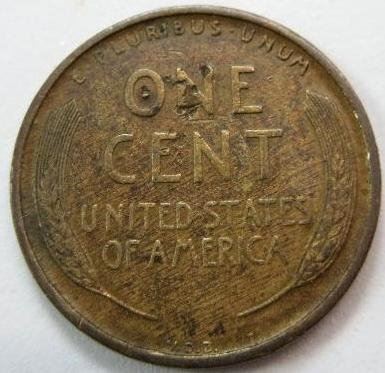 E·PLURIBUS·UNUM
ONE
CENT
UNITED STATES
OF AMERICA
V.D.B.